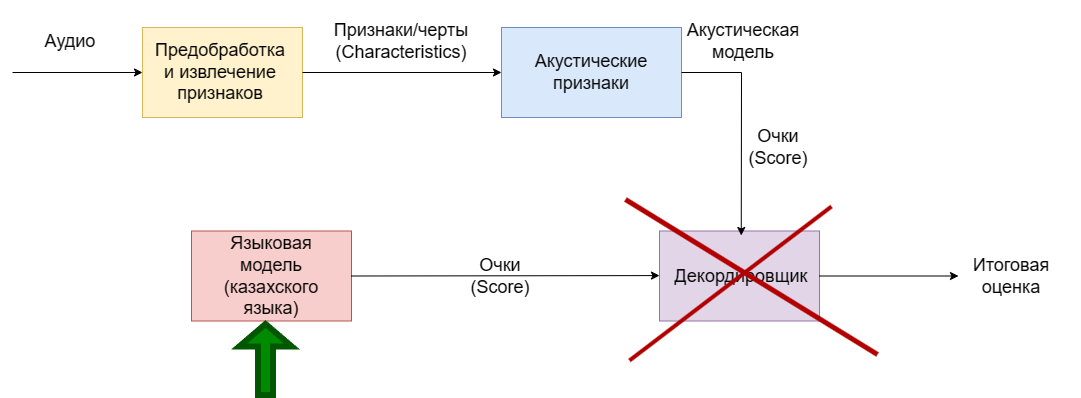 Аудио
Предобработка
и извлечение
признаков
Признаки/черты
(Characteristics)
Акустические
признаки
Акустическая
модель
Очки
(Score)
Языковая
модель
(казахского
языка)
Очки
(Score)
Декордировщик
Итоговая
оценка